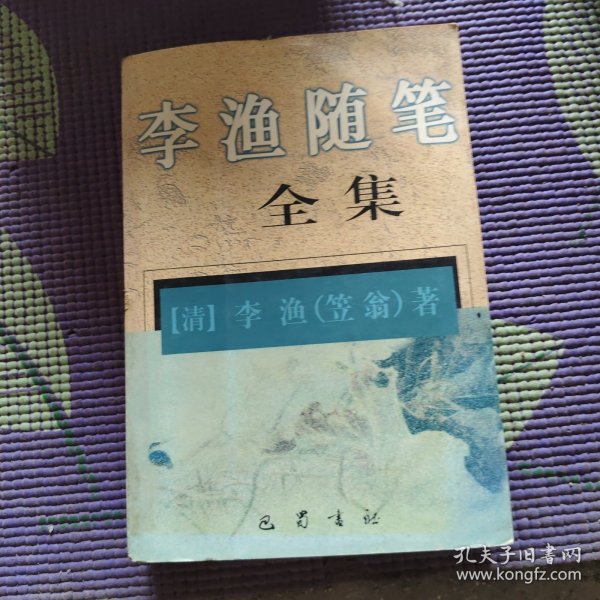 李渔随笔
全集
[清] 李渔(笠翁)著
巴蜀书社
孔夫子旧书网
www.kongfz.com